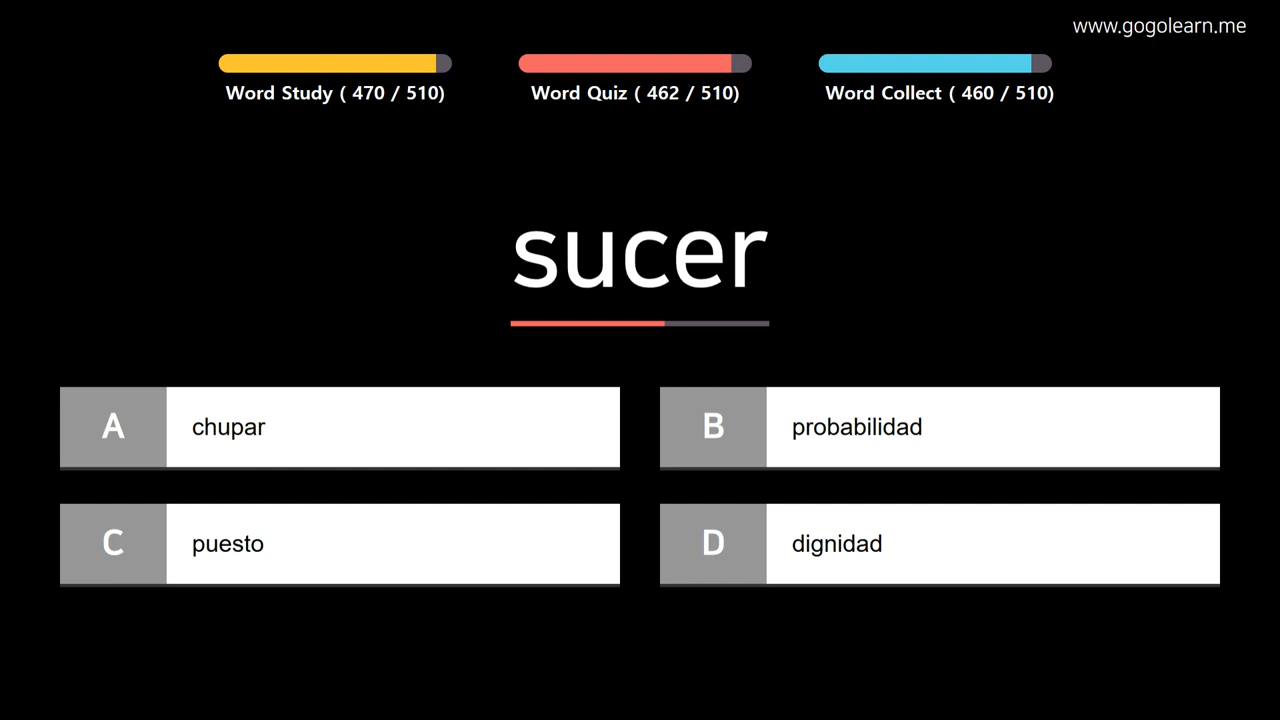 www.gogolearn.me
Word Study ( 470 / 510)
Word Quiz ( 462 / 510)
Word Collect ( 460 / 510)
sucer
A chupar
B probabilidad
C puesto
D dignidad